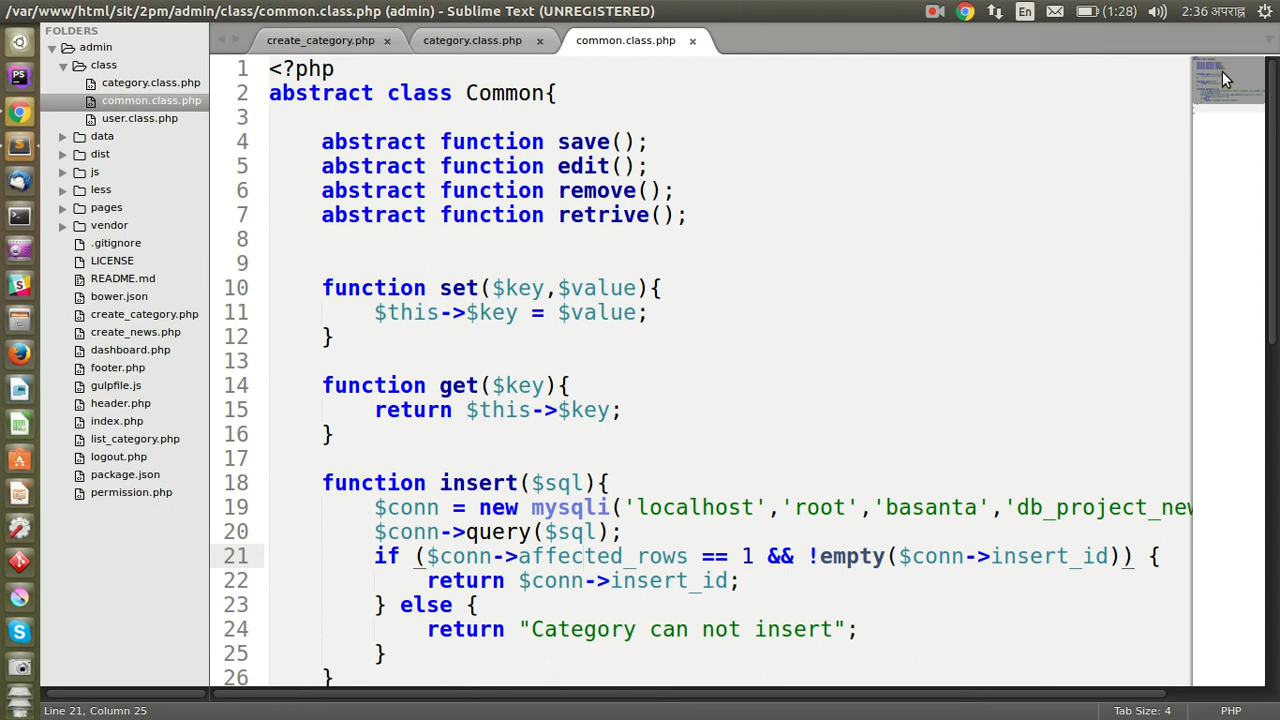 /var/www/html/sit/2pm/admin/class/common.class.php (admin) - Sublime Text (UNREGISTERED)
En
(1:28)
2:36 अपराह्न
FOLDERS
admin
class
category.class.php
common.class.php
user.class.php
data
dist
js
less
pages
vendor
.gitignore
LICENSE
README.md
bower.json
create_category.php
create_news.php
dashboard.php
footer.php
gulpfile.js
header.php
index.php
list_category.php
logout.php
package.json
permission.php
create_category.php ×
category.class.php ×
common.class.php ×
1 <?php
2 abstract class Common{
3
4 abstract function save();
5 abstract function edit();
6 abstract function remove();
7 abstract function retrive();
8
9
10 function set($key,$value){
11 $this->$key = $value;
12 }
13
14 function get($key){
15 return $this->$key;
16 }
17
18 function insert($sql){
19 $conn = new mysqli('localhost','root','basanta','db_project_new
20 $conn->query($sql);
21 if ($conn->affected_rows == 1 && !empty($conn->insert_id)) {
22 return $conn->insert_id;
23 } else {
24 return "Category can not insert";
25 }
26 }
Line 21, Column 25
Tab Size: 4
PHP